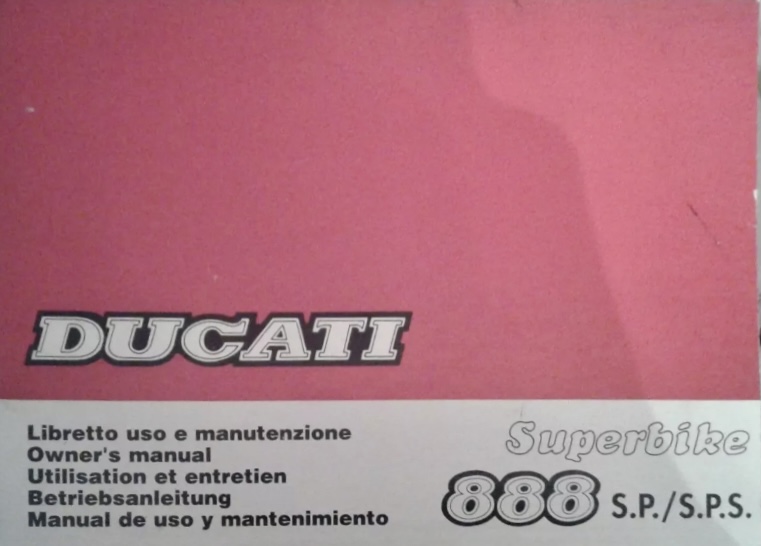 DUCATI
Libretto uso e manutenzione
Owner's manual
Utilisation et entretien
Betriebsanleitung
Manual de uso y mantenimiento
Superbike
888 S.P./S.P.S.